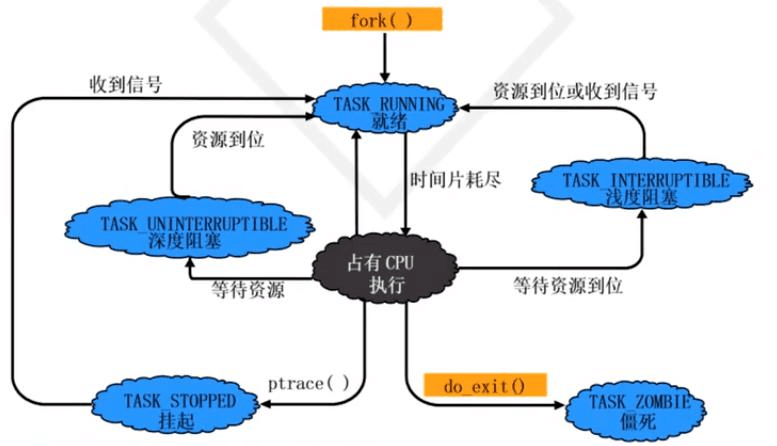 fork( )
收到信号
TASK_RUNNING
就绪
资源到位或收到信号
资源到位
时间片耗尽
TASK_INTERRUPTIBLE
浅度阻塞
TASK_UNINTERRUPTIBLE
深度阻塞
占有 CPU
执行
等待资源
等待资源到位
ptrace( )
do_exit()
TASK_STOPPED
挂起
TASK_ZOMBIE
僵死